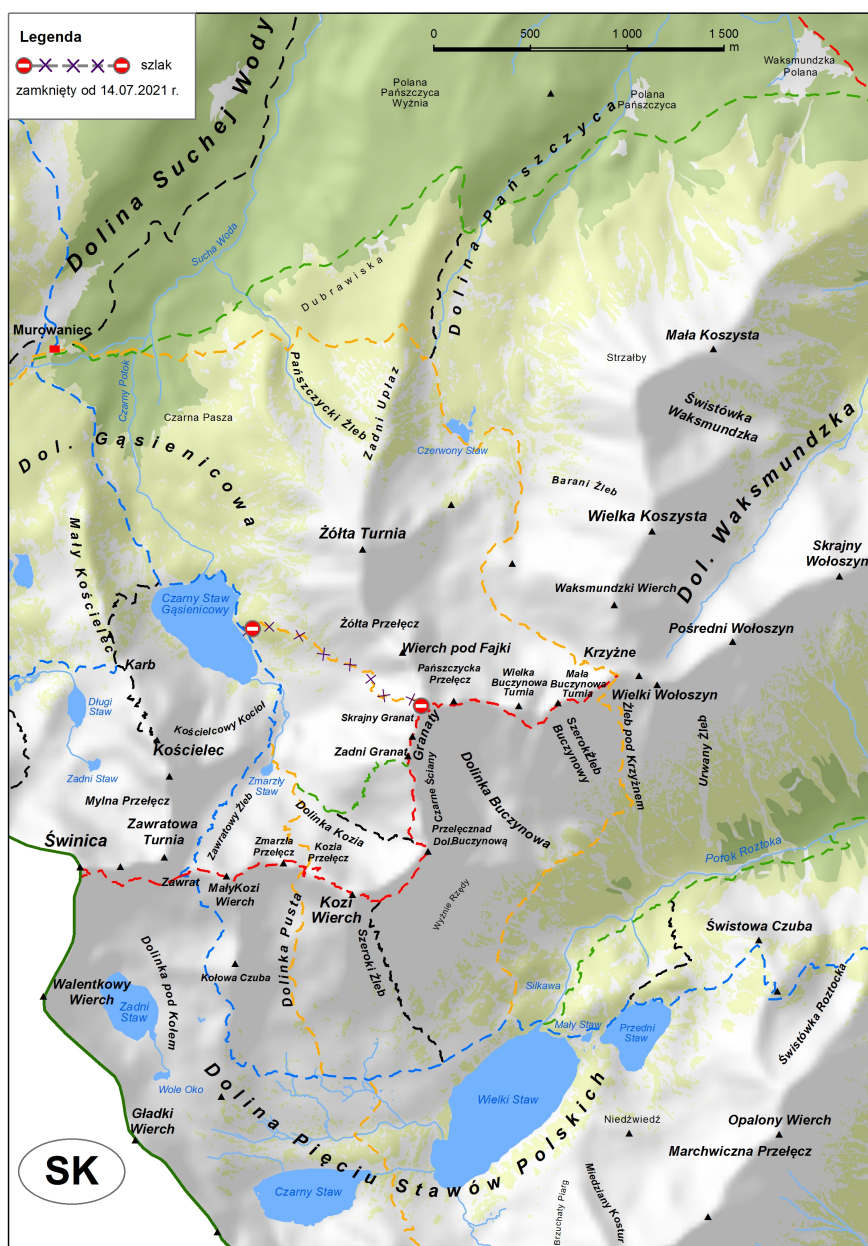 Legenda
szlak
zamknięty od 14.07.2021 r.
0
500
1 000
1 500
m
Waksmundzka
Polana
Polana
Pańszczyca
Wyżnia
Polana
Pańszczyca
Dolina Suchej Wody
Dolina Pańszczyca
Sucha Woda
Dubrawiska
Murowaniec
Czarny Potok
Pańszczycki Żleb
Zadni Upłaz
Strzałby
Mała Koszysta
Świstówka
Waksmundzka
Czarna Pasza
Dol. Gąsienicowa
Czerwony Staw
Barani Żleb
Wielka Koszysta
Dol. Waksmundzka
Żółta Turnia
Skrajny
Wołoszyn
Mały Kościelec
Czarny Staw
Gąsienicowy
Waksmundzki Wierch
Żółta Przełęcz
Pośredni Wołoszyn
Wierch pod Fajki
Krzyżne
Karb
Pańszczycka
Przełęcz
Wielka
Buczynowa
Turnia
Mała
Buczynowa
Turnia
Wielki Wołoszyn
Długi
Staw
Kościelcowy Kocioł
Skrajny Granat
Granaty
Kościelec
Zadni Granat
Szeroki Żleb
Buczynowy
Żleb pod Krzyżnem
Urwany Żleb
Zadni Staw
Zmarzły
Staw
Czarne Ściany
Dolinka Buczynowa
Mylna Przełęcz
Zawratowy Żleb
Dolinka Kozia
Świnica
Zawratowa
Turnia
Zmarzła
Przełęcz
Kozia
Przełęcz
Przełęcznad
Dol.Buczynową
Potok Roztoka
Zawrat
MałyKozi
Wierch
Kozi
Wierch
Wyżnie Rzędy
Świstowa Czuba
Dolinka Pusta
Szeroki Żleb
Dolinka pod Kołem
Kołowa Czuba
Walentkowy
Wierch
Zadni
Staw
Silkawa
Mały Staw
Przedni
Staw
Świstówka Roztocka
Wole Oko
Dolina Pięciu Stawów Polskich
Wielki Staw
Gładki
Wierch
Niedźwiedź
Opalony Wierch
Marchwiczna Przełęcz
SK
Czarny Staw
Brzuchaty Piarg
Miedziany Kostur